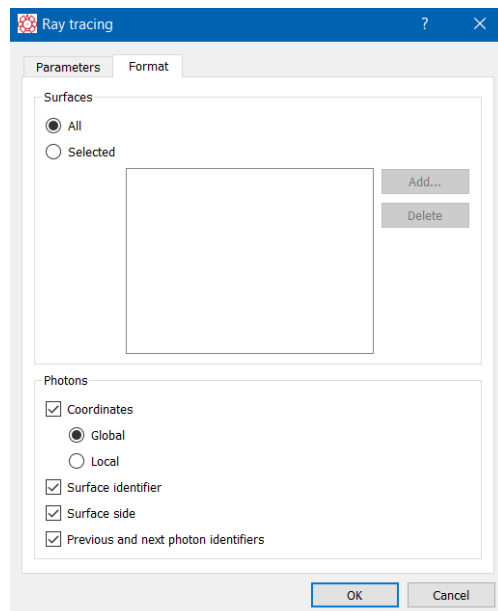 Ray tracing ?
Parameters Format
Surfaces
All
Selected
Add...
Delete
Photons
Coordinates
Global
Local
Surface identifier
Surface side
Previous and next photon identifiers
OK Cancel